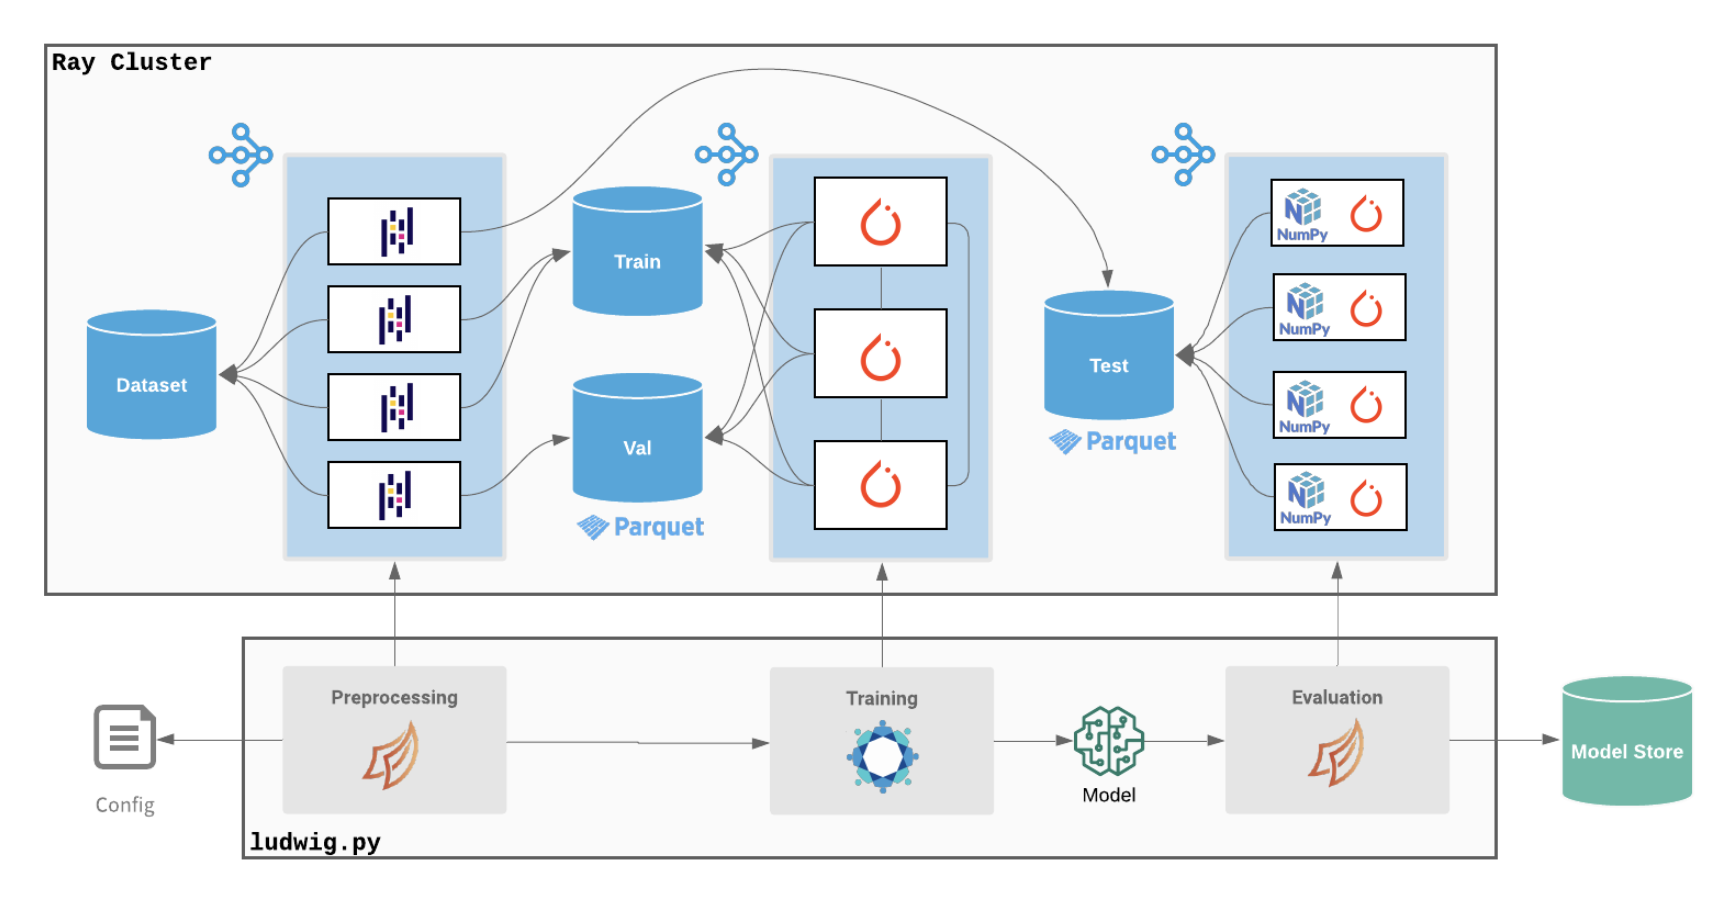 Ray Cluster
Train
Dataset
Val
Parquet
Test
Parquet
NumPy
NumPy
NumPy
NumPy
Preprocessing
Training
Evaluation
Config
Model
Model Store
ludwig.py